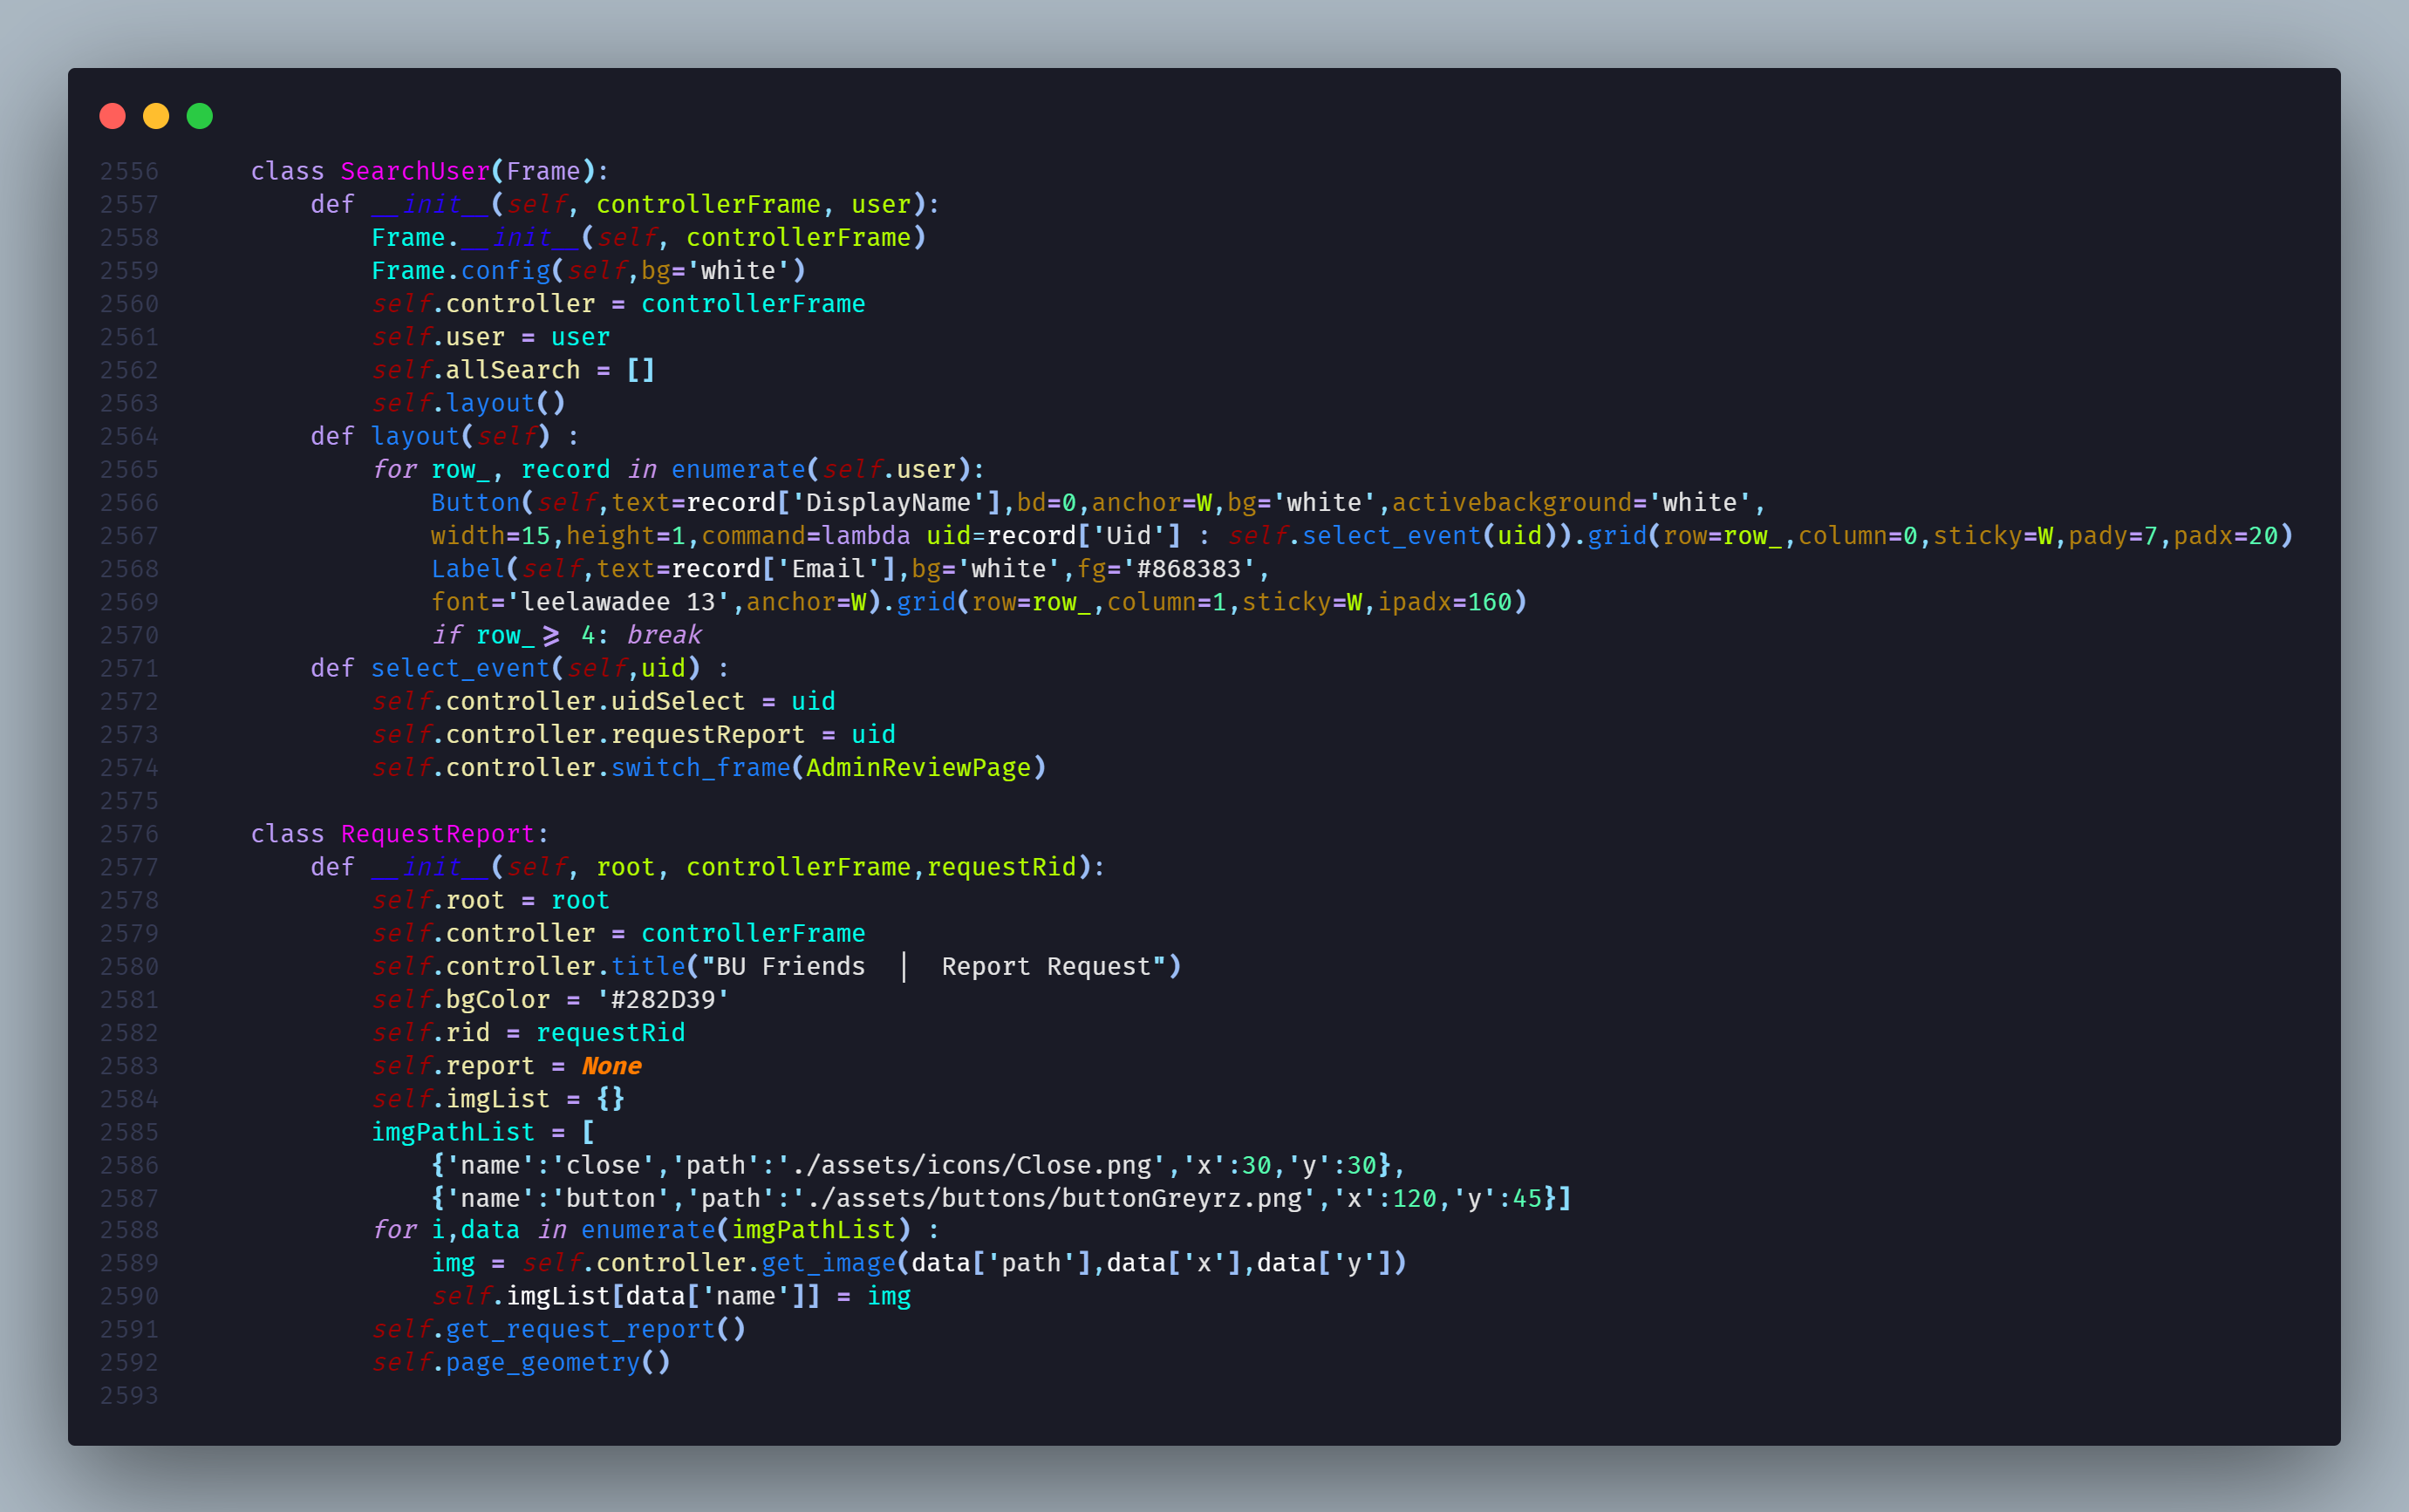 2556      class SearchUser(Frame):
2557          def __init__(self, controllerFrame, user):
2558              Frame.__init__(self, controllerFrame)
2559              Frame.config(self,bg='white')
2560              self.controller = controllerFrame
2561              self.user = user
2562              self.allSearch = []
2563              self.layout()
2564          def layout(self) :
2565              for row_, record in enumerate(self.user):
2566                  Button(self,text=record['DisplayName'],bd=0,anchor=W,bg='white',activebackground='white',
2567                  width=15,height=1,command=lambda uid=record['Uid'] : self.select_event(uid)).grid(row=row_,column=0,sticky=W,pady=7,padx=20)
2568                  Label(self,text=record['Email'],bg='white',fg='#868383',
2569                  font='leelawadee 13',anchor=W).grid(row=row_,column=1,sticky=W,ipadx=160)
2570                  if row_>= 4: break
2571          def select_event(self,uid) :
2572              self.controller.uidSelect = uid
2573              self.controller.requestReport = uid
2574              self.controller.switch_frame(AdminReviewPage)
2575
2576      class RequestReport:
2577          def __init__(self, root, controllerFrame,requestRid):
2578              self.root = root
2579              self.controller = controllerFrame
2580              self.controller.title("BU Friends  |  Report Request")
2581              self.bgColor = '#282D39'
2582              self.rid = requestRid
2583              self.report = None
2584              self.imgList = {}
2585              imgPathList = [
2586                  {'name':'close','path':'./assets/icons/Close.png','x':30,'y':30},
2587                  {'name':'button','path':'./assets/buttons/buttonGreyrz.png','x':120,'y':45}]
2588              for i,data in enumerate(imgPathList) :
2589                  img = self.controller.get_image(data['path'],data['x'],data['y'])
2590                  self.imgList[data['name']] = img
2591              self.get_request_report()
2592              self.page_geometry()
2593